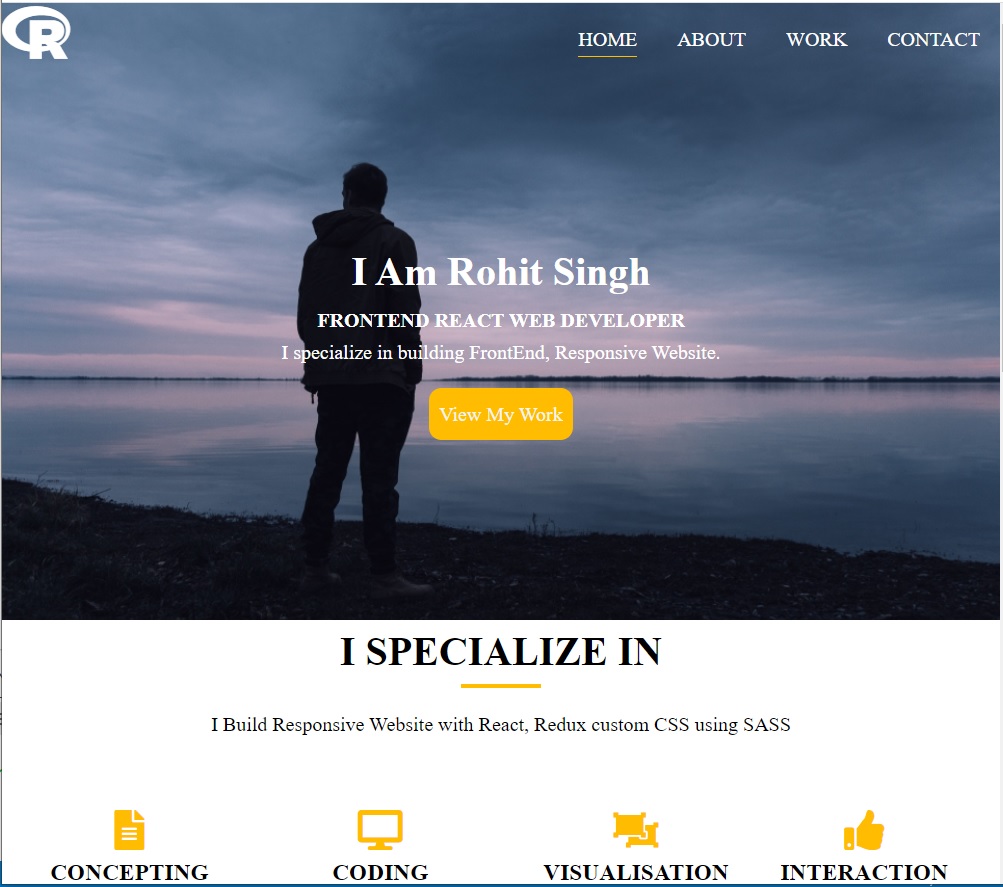 R
HOME ABOUT WORK CONTACT
I Am Rohit Singh
FRONTEND REACT WEB DEVELOPER
I specialize in building FrontEnd, Responsive Website.
View My Work
I SPECIALIZE IN
I Build Responsive Website with React, Redux custom CSS using SASS
CONCEPTING CODING VISUALISATION INTERACTION